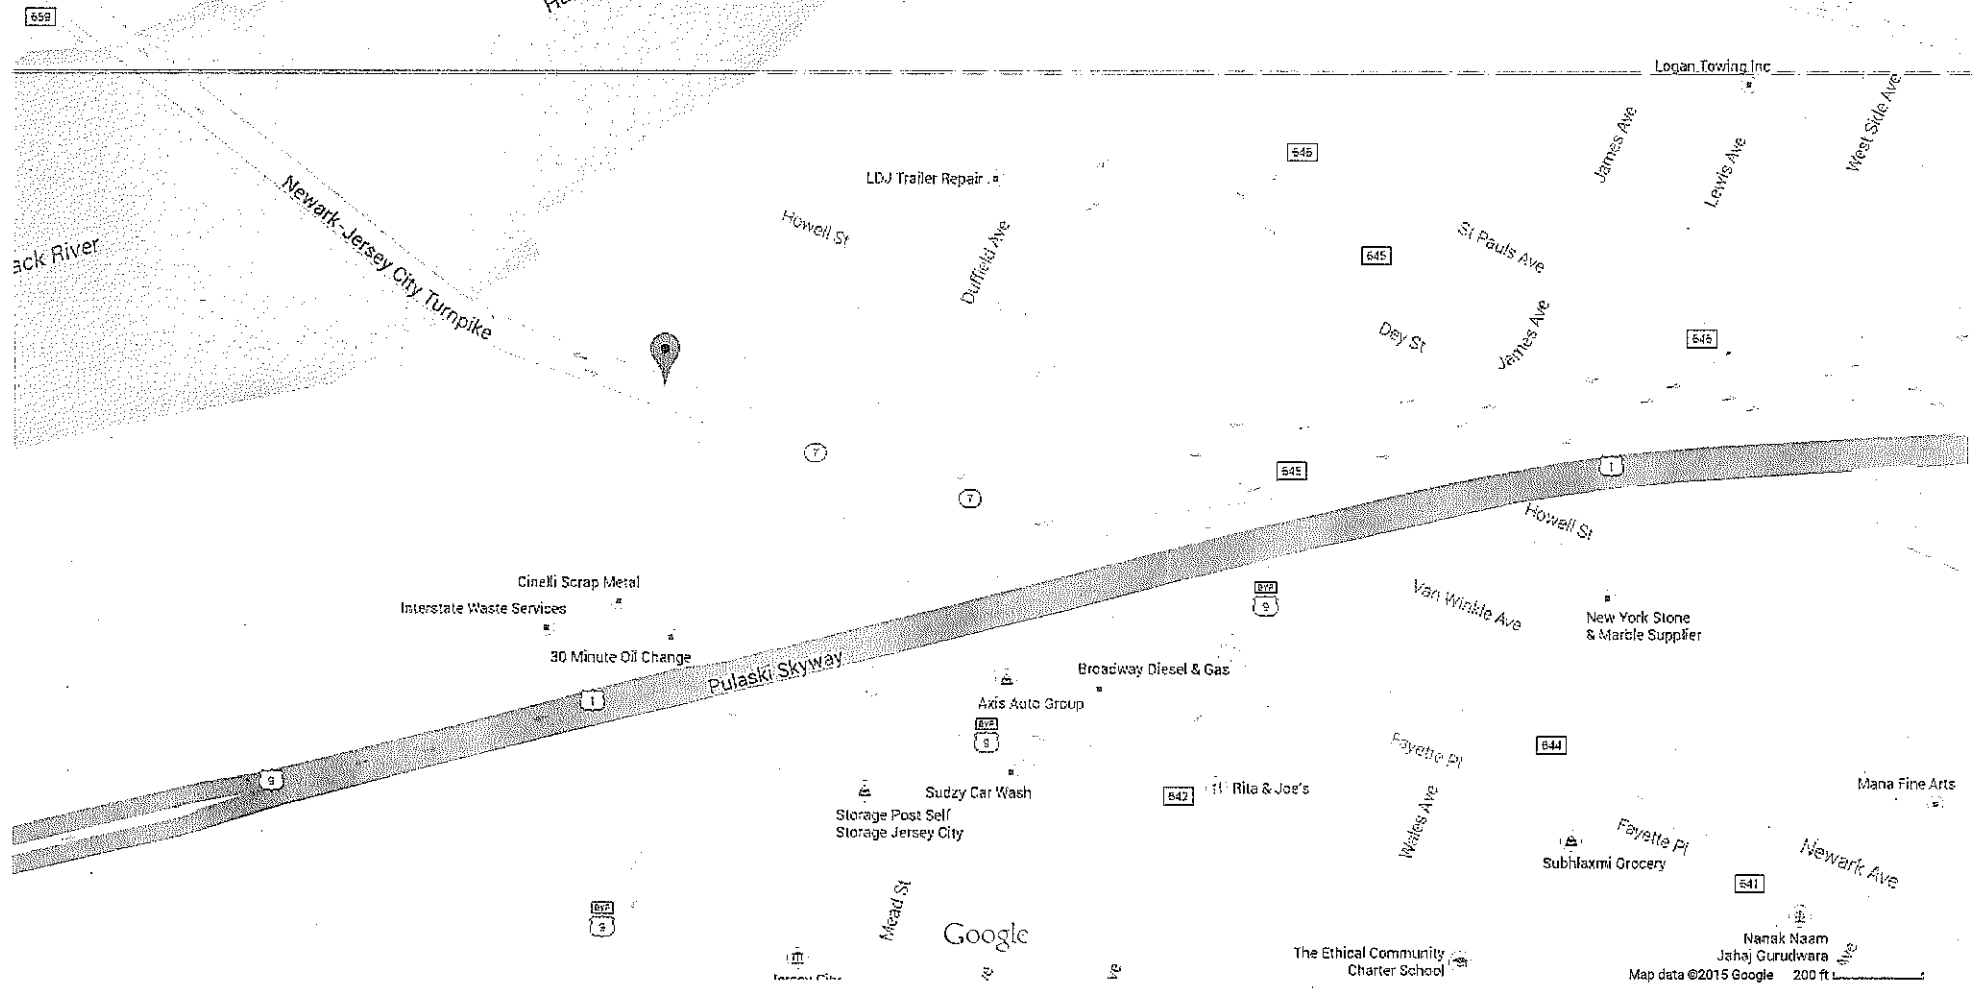 659
Logan Towing Inc
West Side Ave
James Ave
Lewis Ave
645
LDJ Trailer Repair
Newark-Jersey City Turnpike
Howell St
Duffield Ave
St Pauls Ave
ack River
645
James Ave
Dey St
645
7
645
1
7
Howell St
Cinelli Scrap Metal
Interstate Waste Services
BYP
9
Van Winkle Ave
New York Stone
& Marble Supplier
30 Minute Oil Change
Pulaski Skyway
Broadway Diesel & Gas
1
Axis Auto Group
BYP
9
Fayette Pl
644
9
Sudzy Car Wash
642
Rita & Joe's
Mana Fine Arts
Storage Post Self
Storage Jersey City
Wales Ave
Fayette Pl
Subhlaxmi Grocery
Newark Ave
641
BYP
9
Mead St
Google
Nanak Naam
Jahaj Gurudwara
Ave
The Ethical Community
Charter School
Jersey City
ve
Map data ©2015 Google 200 ft